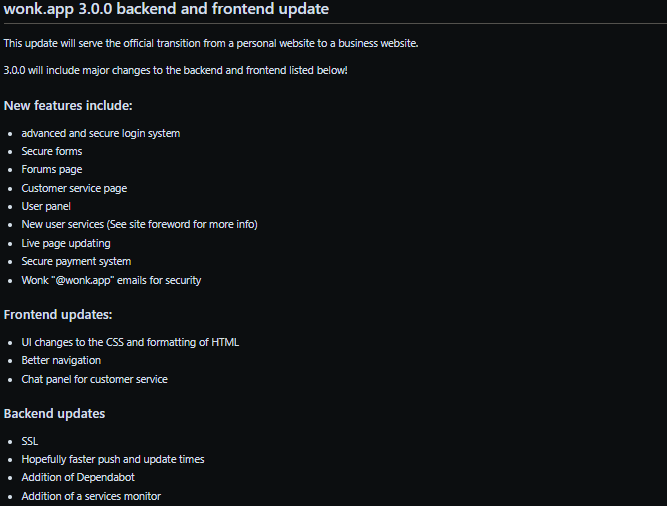 wonk.app 3.0.0 backend and frontend update
This update will serve the official transition from a personal website to a business website.
3.0.0 will include major changes to the backend and frontend listed below!
New features include:
advanced and secure login system
Secure forms
Forums page
Customer service page
User panel
New user services (See site foreword for more info)
Live page updating
Secure payment system
Wonk "@wonk.app" emails for security
Frontend updates:
UI changes to the CSS and formatting of HTML
Better navigation
Chat panel for customer service
Backend updates
SSL
Hopefully faster push and update times
Addition of Dependabot
Addition of a services monitor